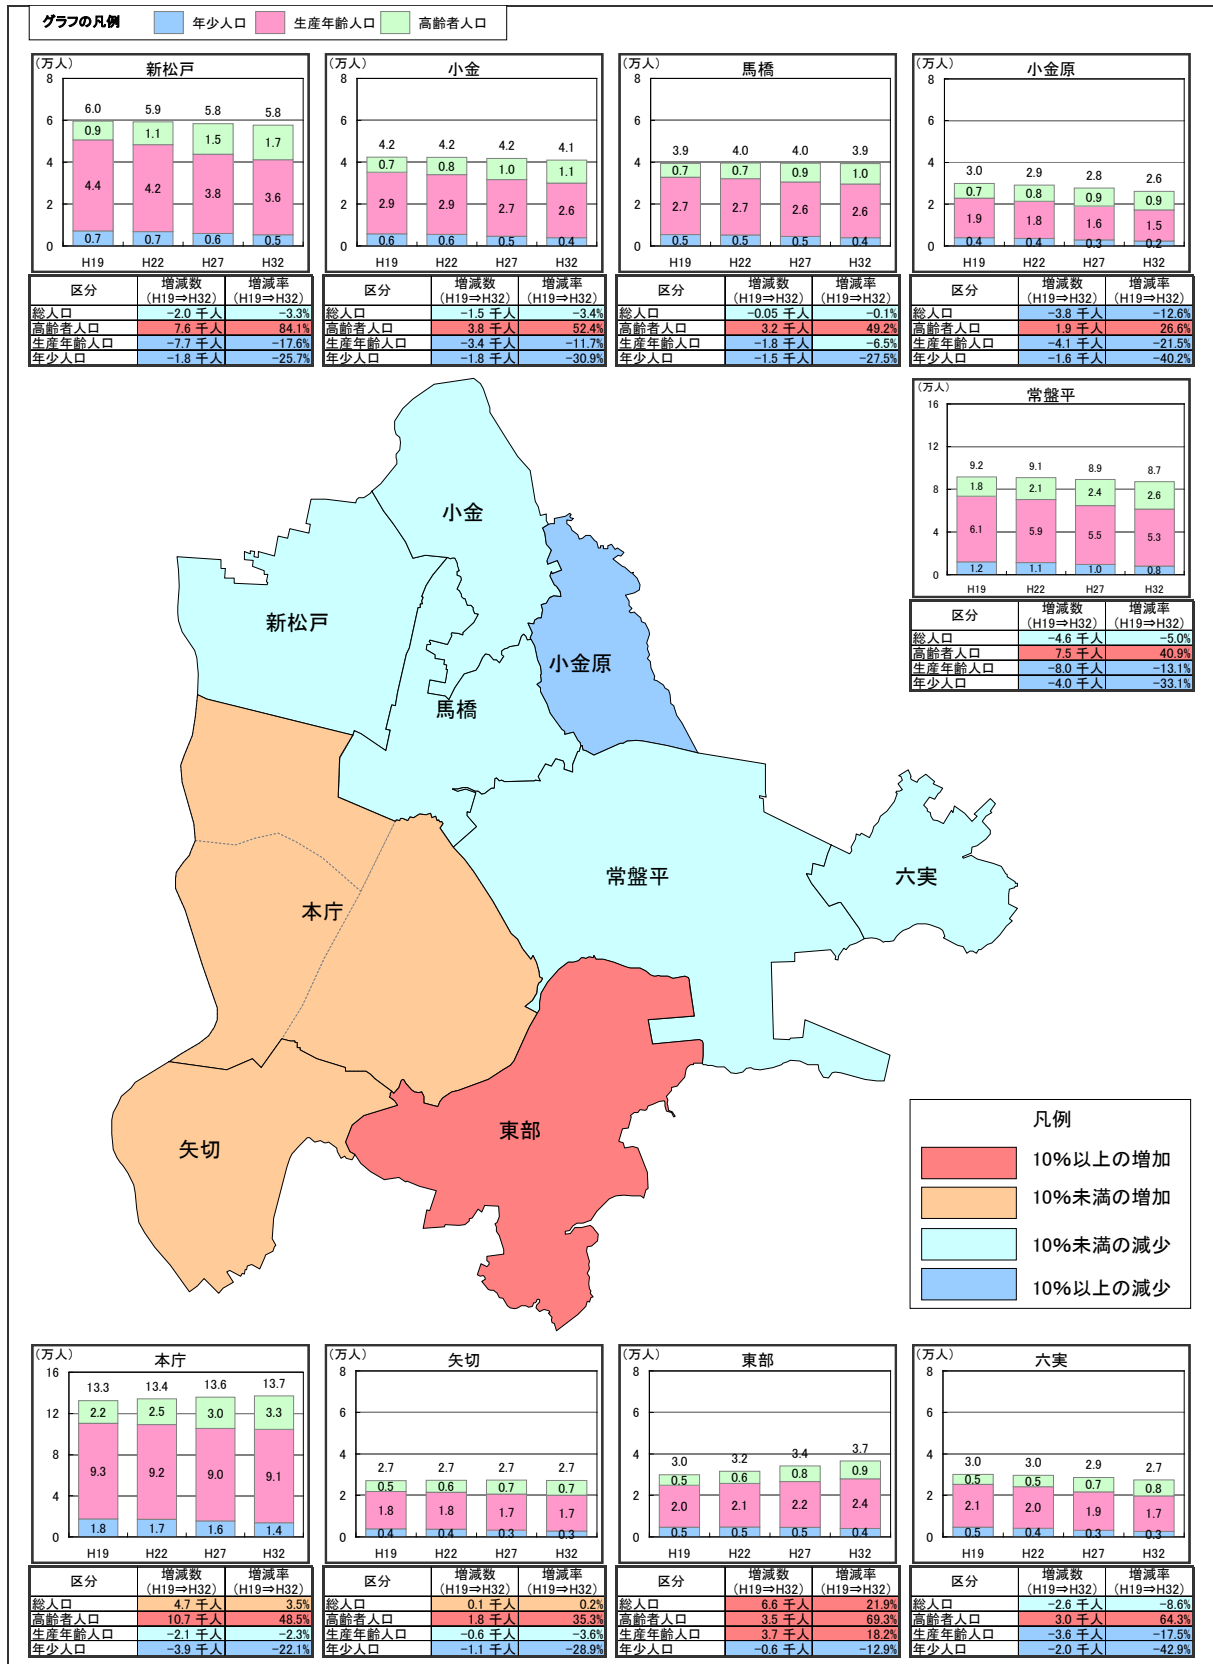 グラフの凡例 年少人口 生産年齢人口 高齢者人口
(万人) 新松戸
8
6
4
2
0
6.0 5.9 5.8 5.8
0.9 1.1 1.5 1.7
4.4 4.2 3.8 3.6
0.7 0.7 0.6 0.5
H19 H22 H27 H32
区分 増減数 増減率
(H19⇒H32) (H19⇒H32)
総人口 -2.0 千人 -3.3%
高齢者人口 7.6 千人 84.1%
生産年齢人口 -7.7 千人 -17.6%
年少人口 -1.8 千人 -25.7%
(万人) 小金
8
6
4
2
0
4.2 4.2 4.2 4.1
0.7 0.8 1.0 1.1
2.9 2.9 2.7 2.6
0.6 0.6 0.5 0.4
H19 H22 H27 H32
区分 増減数 増減率
(H19⇒H32) (H19⇒H32)
総人口 -1.5 千人 -3.4%
高齢者人口 3.8 千人 52.4%
生産年齢人口 -3.4 千人 -11.7%
年少人口 -1.8 千人 -30.9%
(万人) 馬橋
8
6
4
2
0
3.9 4.0 4.0 3.9
0.7 0.7 0.9 1.0
2.7 2.7 2.6 2.6
0.5 0.5 0.5 0.4
H19 H22 H27 H32
区分 増減数 増減率
(H19⇒H32) (H19⇒H32)
総人口 -0.05 千人 -0.1%
高齢者人口 3.2 千人 49.2%
生産年齢人口 -1.8 千人 -6.5%
年少人口 -1.5 千人 -27.5%
(万人) 小金原
8
6
4
2
0
3.0 2.9 2.8 2.6
0.7 0.8 0.9 0.9
1.9 1.8 1.6 1.5
0.4 0.4 0.3 0.2
H19 H22 H27 H32
区分 増減数 増減率
(H19⇒H32) (H19⇒H32)
総人口 -3.8 千人 -12.6%
高齢者人口 1.9 千人 26.6%
生産年齢人口 -4.1 千人 -21.5%
年少人口 -1.6 千人 -40.2%
(万人) 常盤平
16
12
8
4
0
9.2 9.1 8.9 8.7
1.8 2.1 2.4 2.6
6.1 5.9 5.5 5.3
1.2 1.1 1.0 0.8
H19 H22 H27 H32
区分 増減数 増減率
(H19⇒H32) (H19⇒H32)
総人口 -4.6 千人 -5.0%
高齢者人口 7.5 千人 40.9%
生産年齢人口 -8.0 千人 -13.1%
年少人口 -4.0 千人 -33.1%
小金
新松戸
小金原
馬橋
常盤平
六実
本庁
東部
矢切
凡例
10%以上の増加
10%未満の増加
10%未満の減少
10%以上の減少
(万人) 本庁
16
12
8
4
0
13.3 13.4 13.6 13.7
2.2 2.5 3.0 3.3
9.3 9.2 9.0 9.1
1.8 1.7 1.6 1.4
H19 H22 H27 H32
区分 増減数 増減率
(H19⇒H32) (H19⇒H32)
総人口 4.7 千人 3.5%
高齢者人口 10.7 千人 48.5%
生産年齢人口 -2.1 千人 -2.3%
年少人口 -3.9 千人 -22.1%
(万人) 矢切
8
6
4
2
0
2.7 2.7 2.7 2.7
0.5 0.6 0.7 0.7
1.8 1.8 1.7 1.7
0.4 0.4 0.3 0.3
H19 H22 H27 H32
区分 増減数 増減率
(H19⇒H32) (H19⇒H32)
総人口 0.1 千人 0.2%
高齢者人口 1.8 千人 35.3%
生産年齢人口 -0.6 千人 -3.6%
年少人口 -1.1 千人 -28.9%
(万人) 東部
8
6
4
2
0
3.0 3.2 3.4 3.7
0.5 0.6 0.8 0.9
2.0 2.1 2.2 2.4
0.5 0.5 0.5 0.4
H19 H22 H27 H32
区分 増減数 増減率
(H19⇒H32) (H19⇒H32)
総人口 6.6 千人 21.9%
高齢者人口 3.5 千人 69.3%
生産年齢人口 3.7 千人 18.2%
年少人口 -0.6 千人 -12.9%
(万人) 六実
8
6
4
2
0
3.0 3.0 2.9 2.7
0.5 0.5 0.7 0.8
2.1 2.0 1.9 1.7
0.5 0.4 0.3 0.3
H19 H22 H27 H32
区分 増減数 増減率
(H19⇒H32) (H19⇒H32)
総人口 -2.6 千人 -8.6%
高齢者人口 3.0 千人 64.3%
生産年齢人口 -3.6 千人 -17.5%
年少人口 -2.0 千人 -42.9%